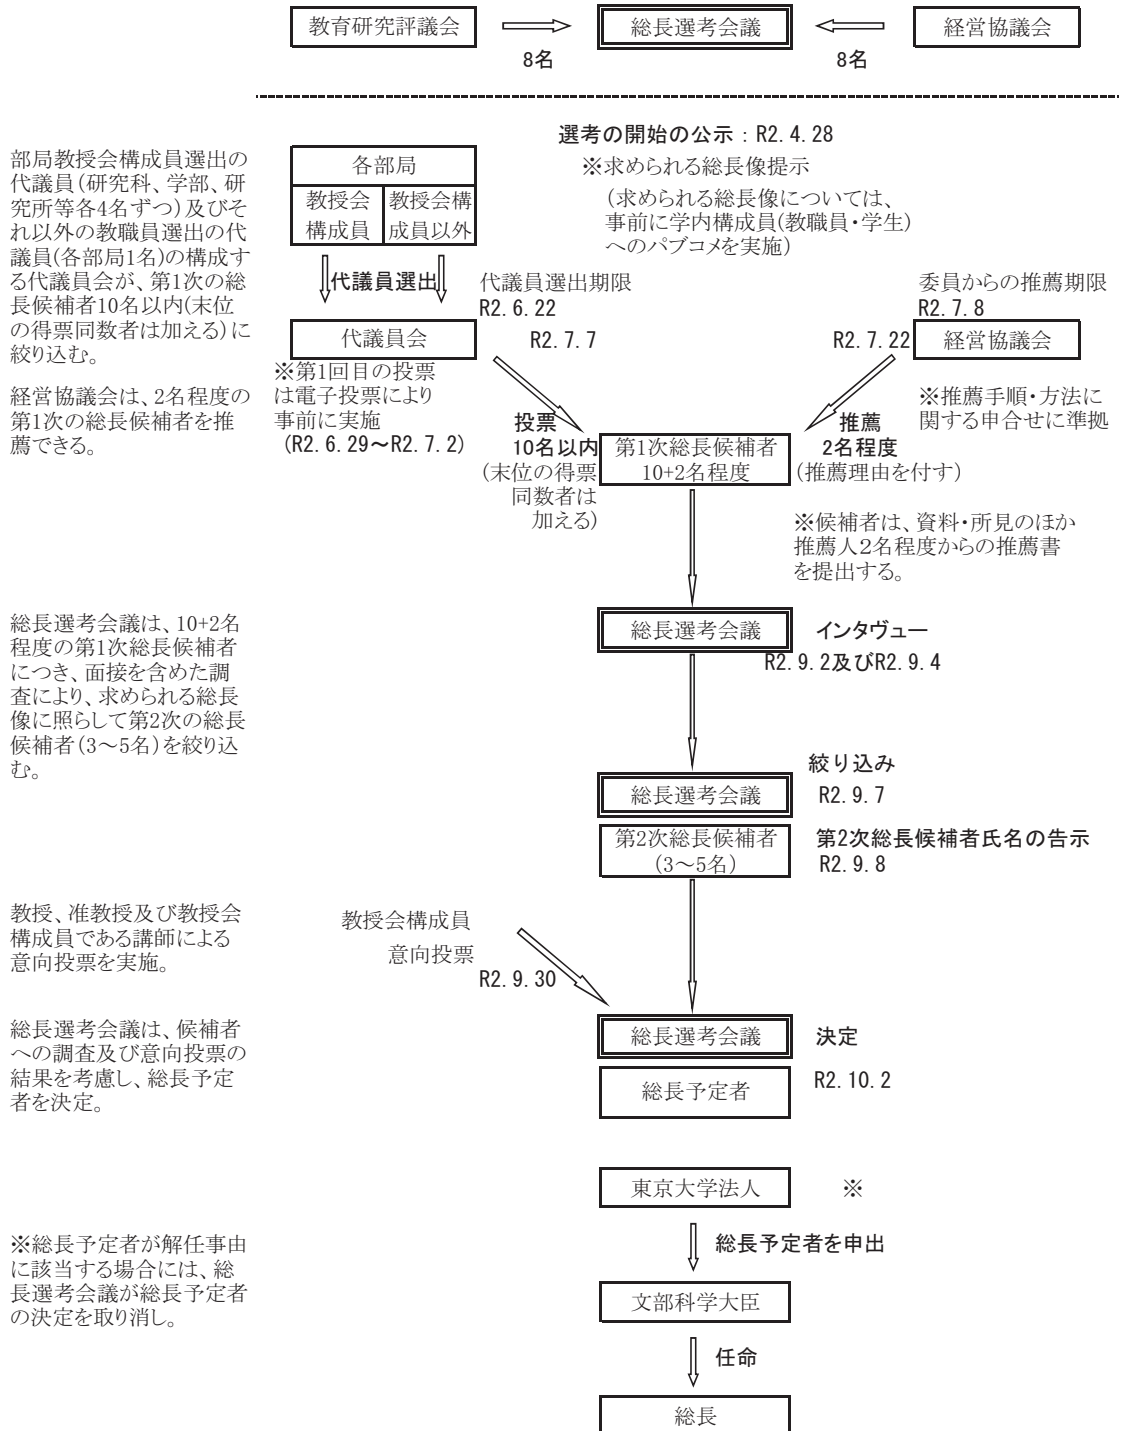 教育研究評議会
総長選考会議
経営協議会
8名
8名
選考の開始の公示：R2.4.28
※求められる総長像提示
（求められる総長像については、
事前に学内構成員（教職員・学生）
へのパブコメを実施）
部局教授会構成員選出の
代議員（研究科、学部、研
究所等各4名ずつ）及びそ
れ以外の教職員選出の代
議員(各部局1名)の構成す
る代議員会が、第1次の総
長候補者10名以内(末位
の得票同数者は加える)に
絞り込む。
経営協議会は、2名程度の
第1次の総長候補者を推
薦できる。
各部局
教授会
構成員
教授会構
成員以外
代議員選出
代議員選出期限
R2.6.22
代議員会
R2.7.7
※第1回目の投票
は電子投票により
事前に実施
（R2.6.29～R2.7.2）
委員からの推薦期限
R2.7.8
R2.7.22
経営協議会
※推薦手順・方法に
関する申合せに準拠
投票
10名以内
（末位の得票
同数者は
加える）
第1次総長候補者
10+2名程度
推薦
2名程度
（推薦理由を付す）
※候補者は、資料・所見のほか
推薦人2名程度からの推薦書
を提出する。
総長選考会議は、10+2名
程度の第1次総長候補者
につき、面接を含めた調
査により、求められる総長
像に照らして第2次の総長
候補者（3～5名）を絞り込
む。
総長選考会議
インタヴュー
R2.9.2及びR2.9.4
絞り込み
総長選考会議
R2.9.7
第2次総長候補者
（3～5名）
第2次総長候補者氏名の告示
R2.9.8
教授、准教授及び教授会
構成員である講師による
意向投票を実施。
教授会構成員
意向投票
R2.9.30
総長選考会議は、候補者
への調査及び意向投票の
結果を考慮し、総長予定
者を決定。
総長選考会議
決定
総長予定者
R2.10.2
東京大学法人
※
※総長予定者が解任事由
に該当する場合には、総
長選考会議が総長予定者
の決定を取り消し。
総長予定者を申出
文部科学大臣
任命
総長